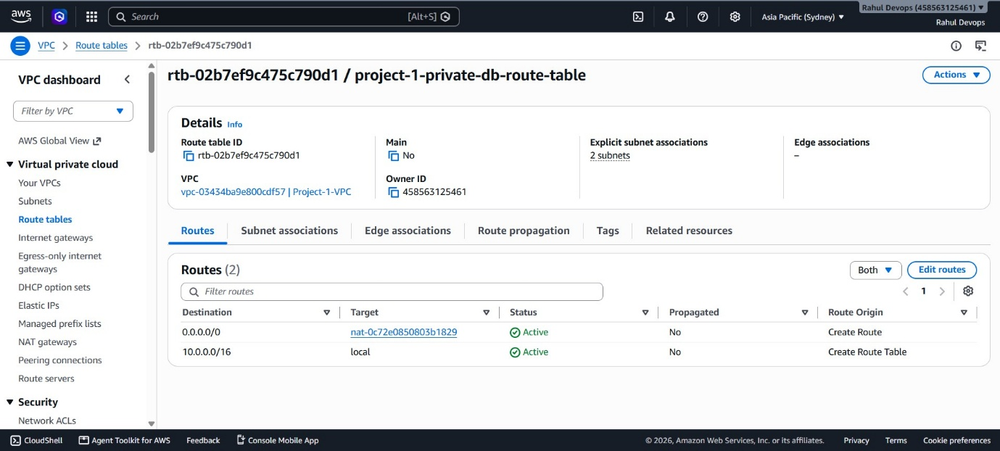 aws
Search [Alt+S]
Asia Pacific (Sydney)
Rahul Devops (458563125461)
Rahul Devops
VPC
Route tables
rtb-02b7ef9c475c790d1
VPC dashboard
Filter by VPC
AWS Global View
Virtual private cloud
Your VPCs
Subnets
Route tables
Internet gateways
Egress-only internet
gateways
DHCP option sets
Elastic IPs
Managed prefix lists
NAT gateways
Peering connections
Route servers
Security
Network ACLs
rtb-02b7ef9c475c790d1 / project-1-private-db-route-table
Actions
Details Info
Route table ID
rtb-02b7ef9c475c790d1
Main
No
Explicit subnet associations
2 subnets
Edge associations
–
VPC
vpc-03434ba9e800cdf57 | Project-1-VPC
Owner ID
458563125461
Routes Subnet associations Edge associations Route propagation Tags Related resources
Routes (2)
Both
Edit routes
Filter routes
1
Destination Target Status Propagated Route Origin
0.0.0.0/0 nat-0c72e0850803b1829 Active No Create Route
10.0.0.0/16 local Active No Create Route Table
CloudShell Agent Toolkit for AWS Feedback Console Mobile App © 2026, Amazon Web Services, Inc. or its affiliates. Privacy Terms Cookie preferences